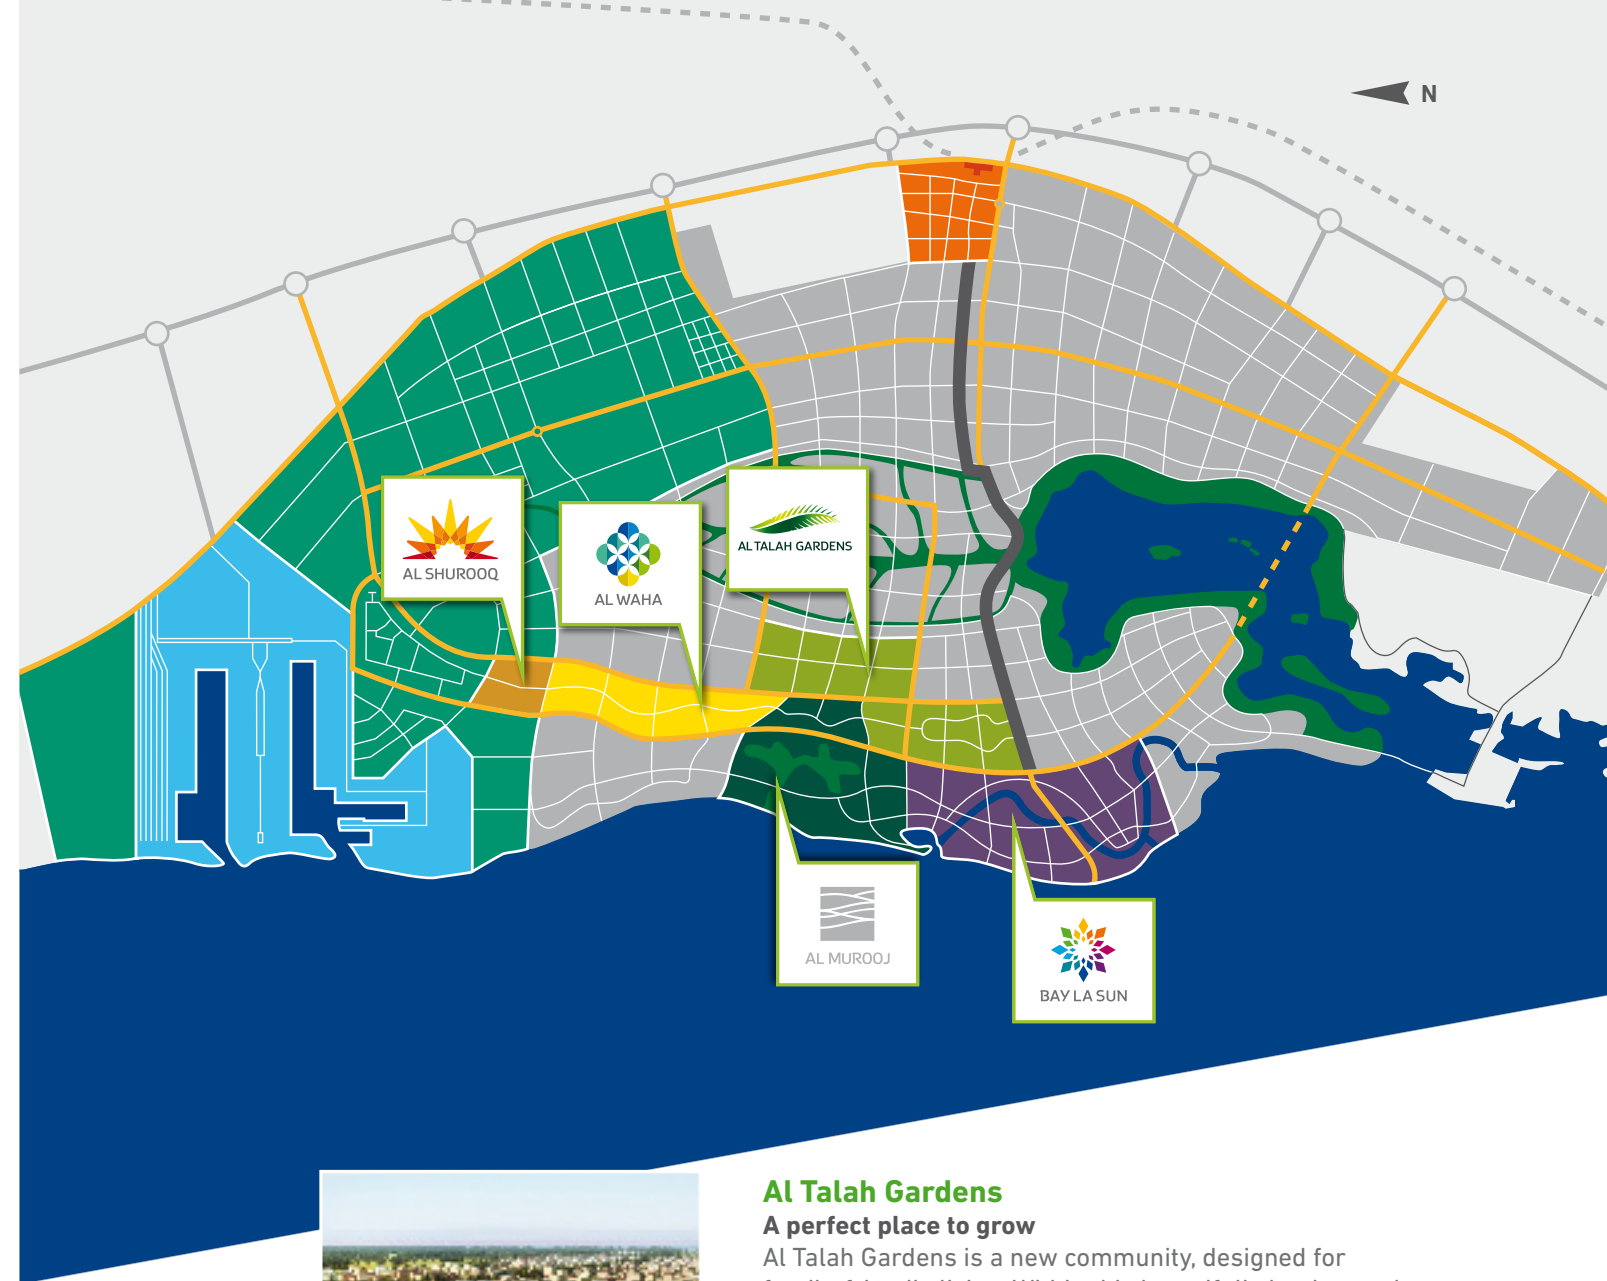 N
AL SHUROOQ
AL WAHA
AL TALAH GARDENS
AL MUROOJ
BAY LA SUN
Al Talah Gardens
A perfect place to grow
Al Talah Gardens is a new community, designed for